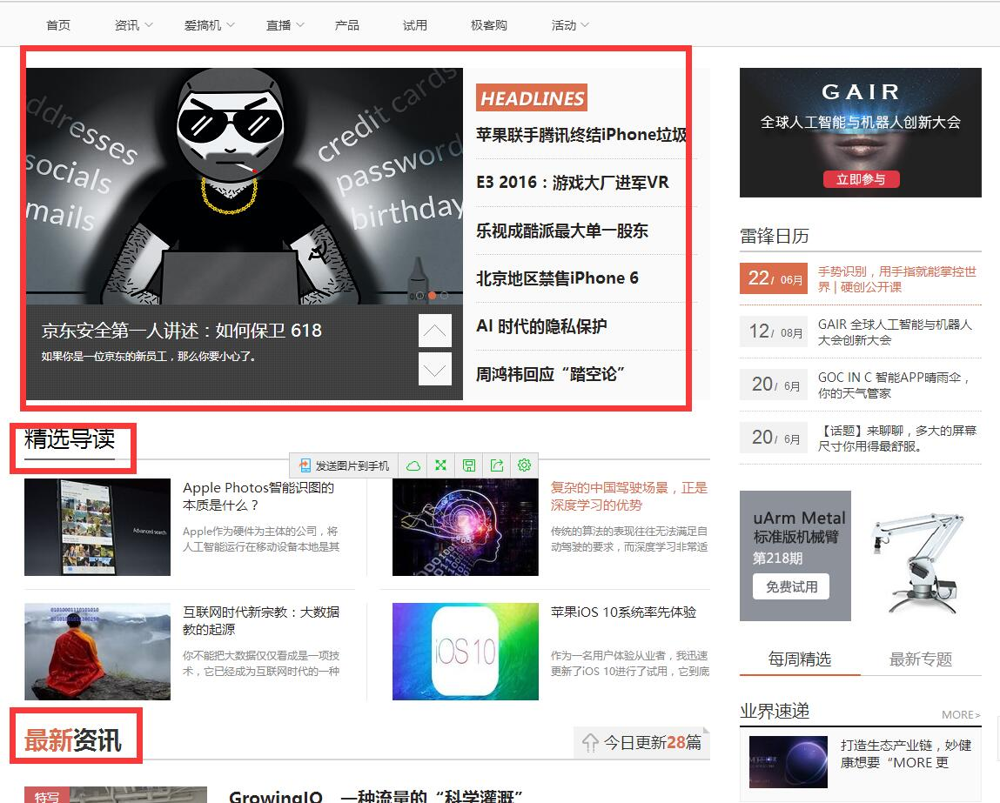 首页
资讯
爱搞机
直播
产品
试用
极客购
活动
ddresses
socials
mails
credit cards
password
birthday
京东安全第一人讲述：如何保卫 618
如果你是一位京东的新员工，那么你要小心了。
HEADLINES
苹果联手腾讯终结iPhone垃圾
E3 2016：游戏大厂进军VR
乐视成酷派最大单一股东
北京地区禁售iPhone 6
AI 时代的隐私保护
周鸿祎回应“踏空论”
GAIR
全球人工智能与机器人创新大会
立即参与
雷锋日历
22/ 06月
手势识别，用手指就能掌控世
界 | 硬创公开课
12/ 08月
GAIR 全球人工智能与机器人
大会创新大会
20/ 6月
GOC IN C 智能APP晴雨伞，
你的天气管家
20/ 6月
【话题】来聊聊，多大的屏幕
尺寸你用得最舒服。
精选导读
发送图片到手机
Advanced search
Apple Photos智能识图的
本质是什么？
Apple作为硬件为主体的公司，将
人工智能运行在移动设备本地是其
复杂的中国驾驶场景，正是
深度学习的优势
传统的算法的表现往往无法满足自
动驾驶的要求，而深度学习非常适
互联网时代新宗教：大数据
教的起源
你不能把大数据仅仅看成是一项技
术，它已经成为互联网时代的一种
iOS 10
苹果iOS 10系统率先体验
作为一名用户体验从业者，我迅速
更新了iOS 10进行了试用，它到底
uArm Metal
标准版机械臂
第218期
免费试用
每周精选
最新专题
业界速递
MORE>
打造生态产业链，妙健
康想要“MORE 更
最新资讯
今日更新28篇
特写
GrowingIO，一种流量的“科学灌溉”